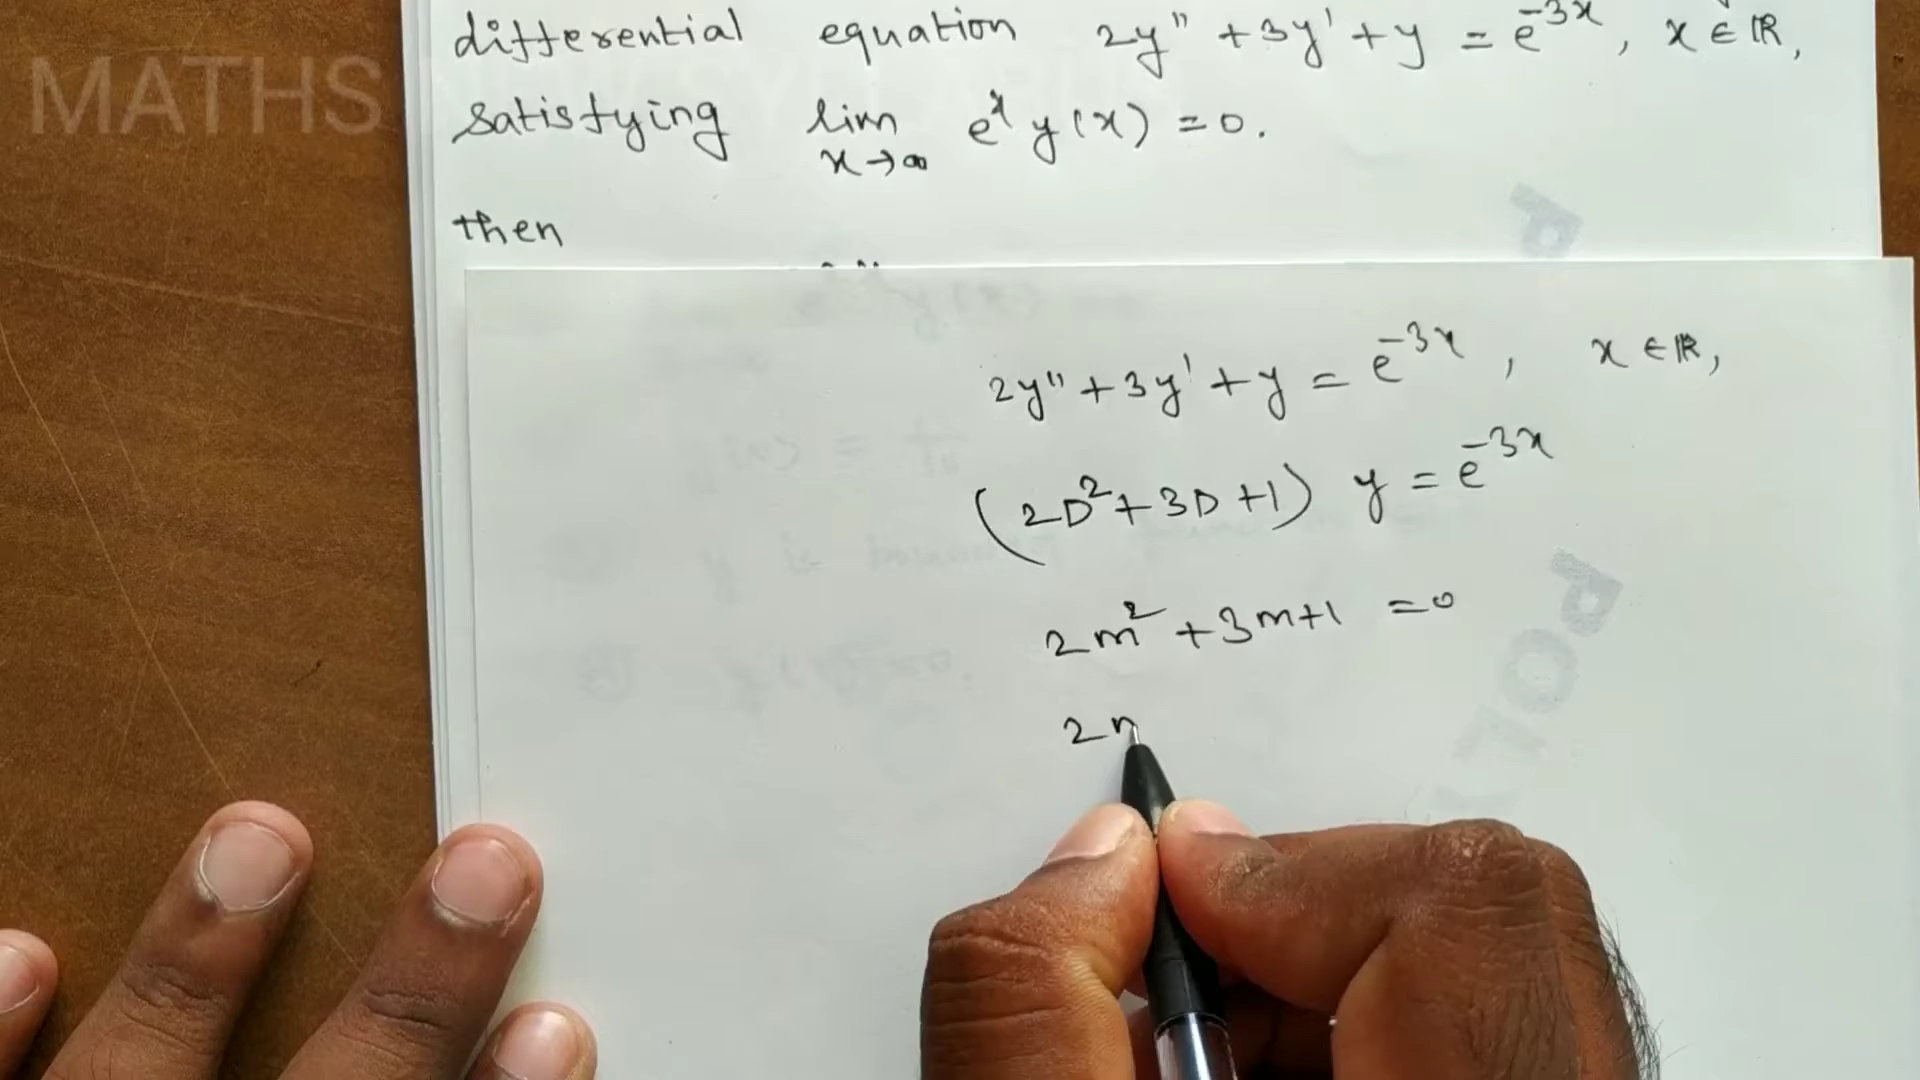 differential equation 2y'' + 3y' + y = e^{-3x}, x ∈ ℝ,
MATHS
satisfying lim_{x→∞} e^x y(x) = 0.
then
2y'' + 3y' + y = e^{-3x}, x ∈ ℝ,
(2D² + 3D + 1) y = e^{-3x}
2m² + 3m + 1 = 0
2m